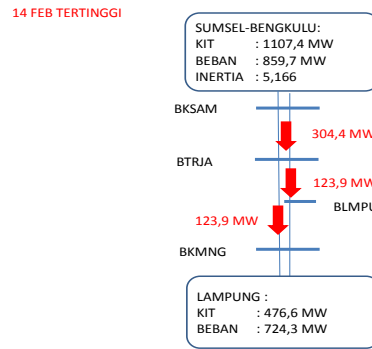 14 FEB TERTINGGI
SUMSEL-BENGKULU:
KIT : 1107,4 MW
BEBAN : 859,7 MW
INERTIA : 5,166
BKSAM
304,4 MW
BTRJA
123,9 MW
BLMPU
123,9 MW
BKMNG
LAMPUNG :
KIT : 476,6 MW
BEBAN : 724,3 MW